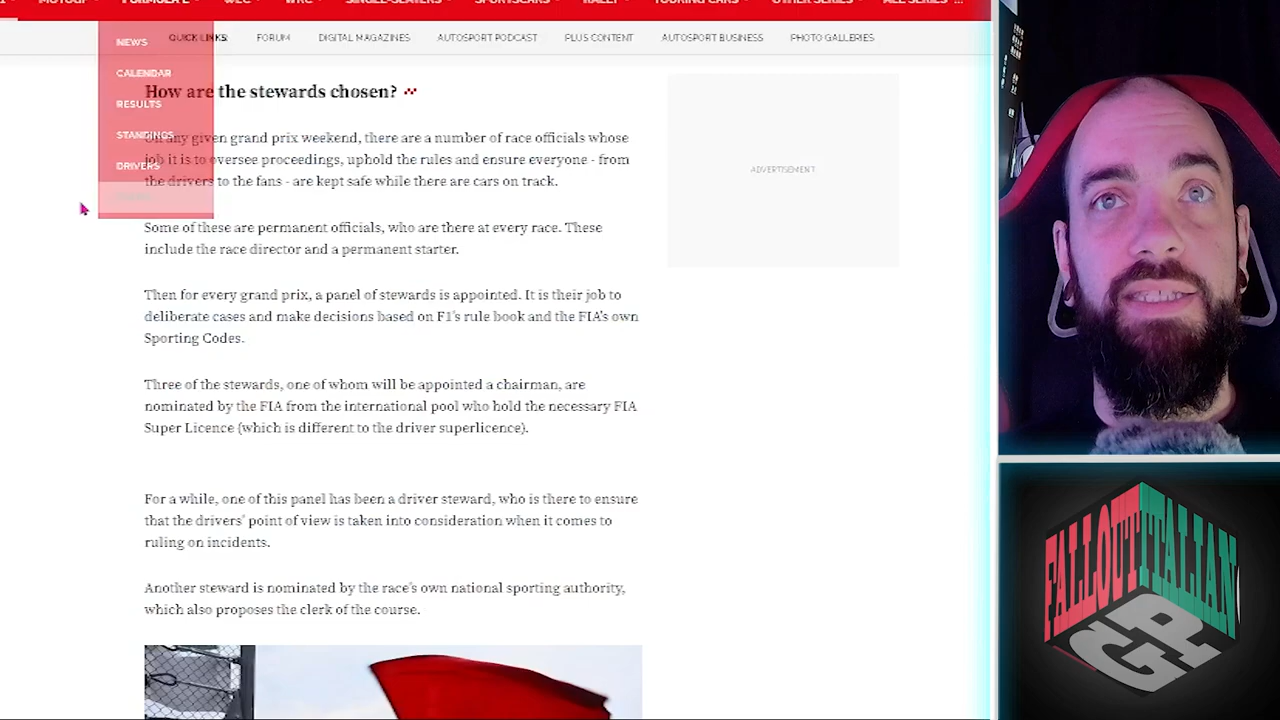 MOTOGP FORMULA E WEC WRC SINGLE-SEATERS SPORTSCARS RALLY TOURING CARS OTHER SERIES ALL SERIES ...
QUICK LINKS: FORUM DIGITAL MAGAZINES AUTOSPORT PODCAST PLUS CONTENT AUTOSPORT BUSINESS PHOTO GALLERIES
NEWS
CALENDAR
RESULTS
STANDINGS
DRIVERS
How are the stewards chosen?
On any given grand prix weekend, there are a number of race officials whose
job it is to oversee proceedings, uphold the rules and ensure everyone - from
the drivers to the fans - are kept safe while there are cars on track.
Some of these are permanent officials, who are there at every race. These
include the race director and a permanent starter.
Then for every grand prix, a panel of stewards is appointed. It is their job to
deliberate cases and make decisions based on F1's rule book and the FIA's own
Sporting Codes.
Three of the stewards, one of whom will be appointed a chairman, are
nominated by the FIA from the international pool who hold the necessary FIA
Super Licence (which is different to the driver superlicence).
For a while, one of this panel has been a driver steward, who is there to ensure
that the drivers' point of view is taken into consideration when it comes to
ruling on incidents.
Another steward is nominated by the race's own national sporting authority,
which also proposes the clerk of the course.
ADVERTISEMENT
FALLOUT ITALIAN
GP